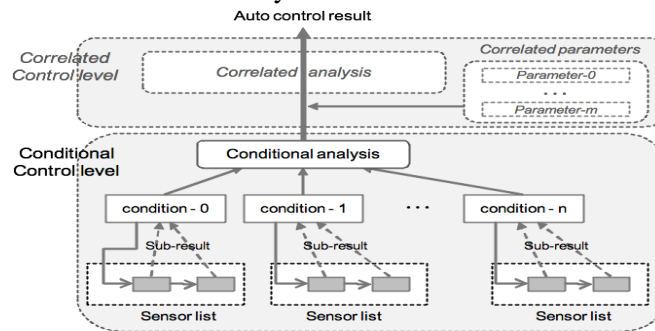 Auto control result
Correlated
Control level
Correlated analysis
Correlated parameters
Parameter-0
...
Parameter-m
Conditional
Control level
Conditional analysis
condition - 0
condition - 1
...
condition - n
Sub-result
Sub-result
Sub-result
Sensor list
Sensor list
Sensor list